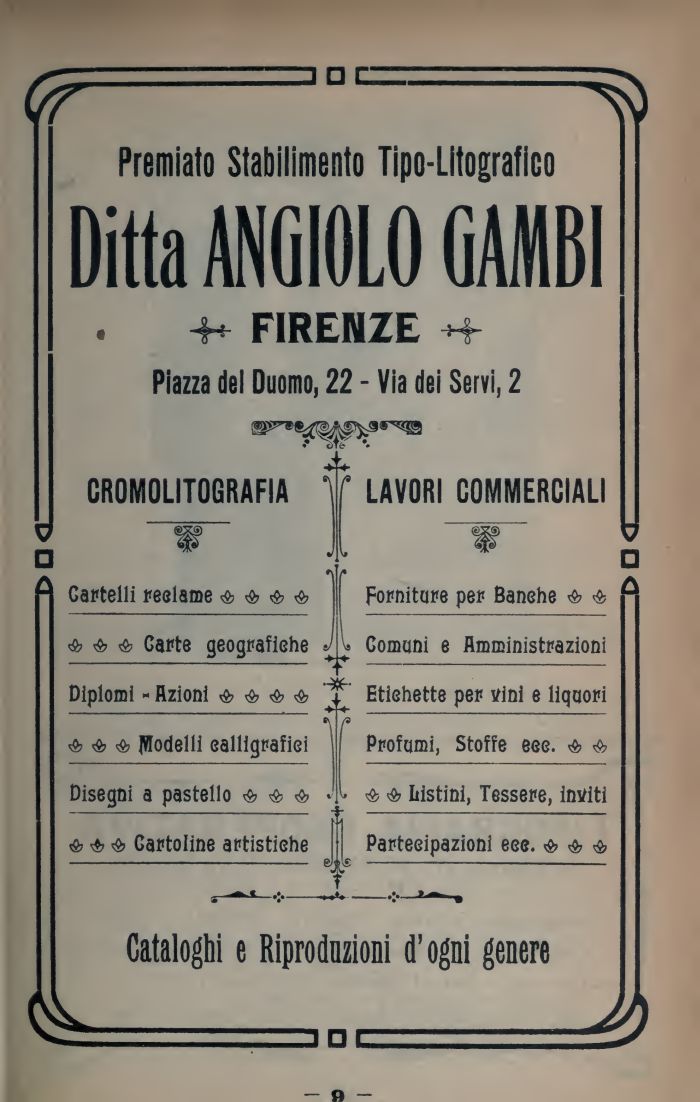 Premiato Stabilimento Tipo-Litografico
Ditta ANGIOLO GAMBI
FIRENZE
Piazza del Duomo, 22 - Via dei Servi, 2
CROMOLITOGRAFIA
Cartelli reclame
Carte geografiche
Diplomi - Azioni
Modelli calligrafici
Disegni a pastello
Cartoline artistiche
LAVORI COMMERCIALI
Forniture per Banche
Comuni e Amministrazioni
Etichette per vini e liquori
Profumi, Stoffe ecc.
Listini, Tessere, inviti
Partecipazioni ecc.
Cataloghi e Riproduzioni d'ogni genere
— 9 —